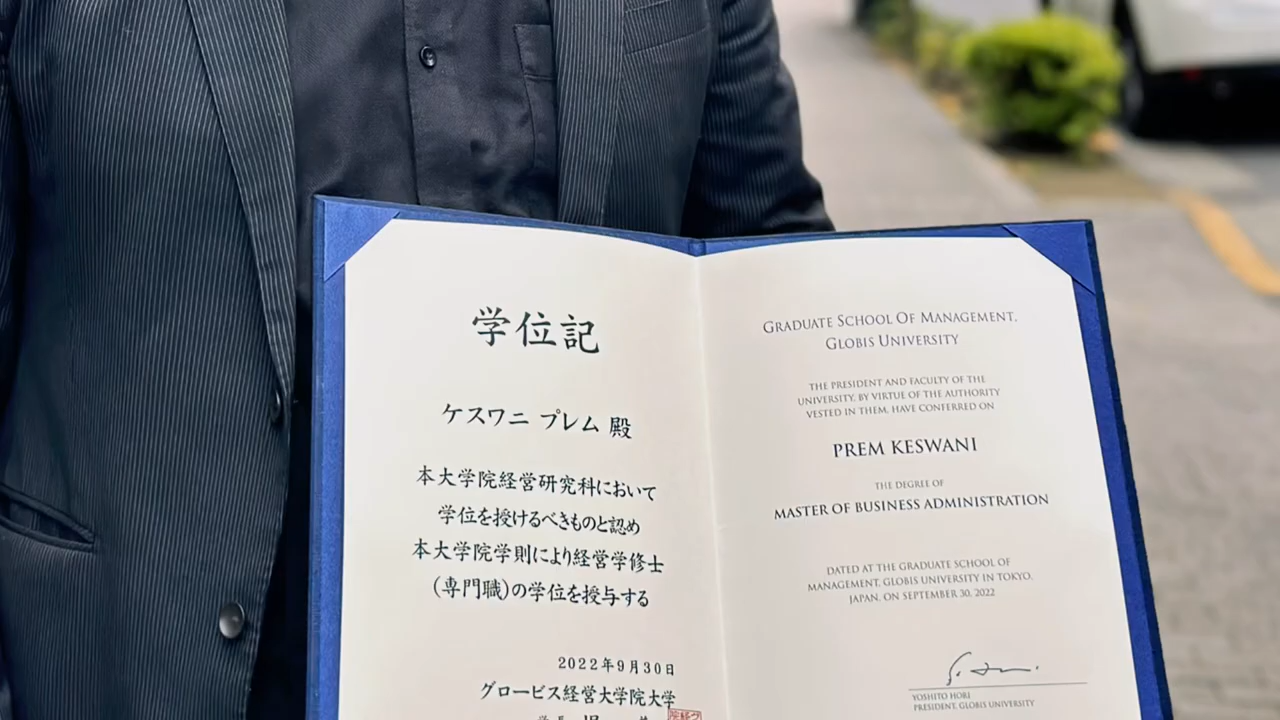 学位記
ケスワニ プレム 殿
本大学院経営研究科において
学位を授けるべきものと認め
本大学院学則により経営学修士
(専門職)の学位を授与する
2022年9月30日
グロービス経営大学院大学
GRADUATE SCHOOL OF MANAGEMENT,
GLOBIS UNIVERSITY
THE PRESIDENT AND FACULTY OF THE
UNIVERSITY, BY VIRTUE OF THE AUTHORITY
VESTED IN THEM, HAVE CONFERRED ON
PREM KESWANI
THE DEGREE OF
MASTER OF BUSINESS ADMINISTRATION
DATED AT THE GRADUATE SCHOOL OF
MANAGEMENT, GLOBIS UNIVERSITY IN TOKYO,
JAPAN, ON SEPTEMBER 30, 2022
YOSHITO HORI
PRESIDENT, GLOBIS UNIVERSITY